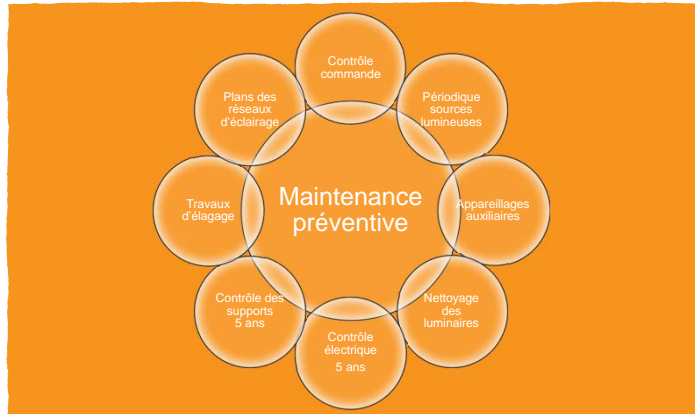 Contrôle
commande
Périodique
sources
lumineuses
Appareillages
auxiliaires
Nettoyage
des
luminaires
Contrôle
électrique
5 ans
Contrôle des
supports
5 ans
Travaux
d'élagage
Plans des
réseaux
d'éclairage
Maintenance
préventive